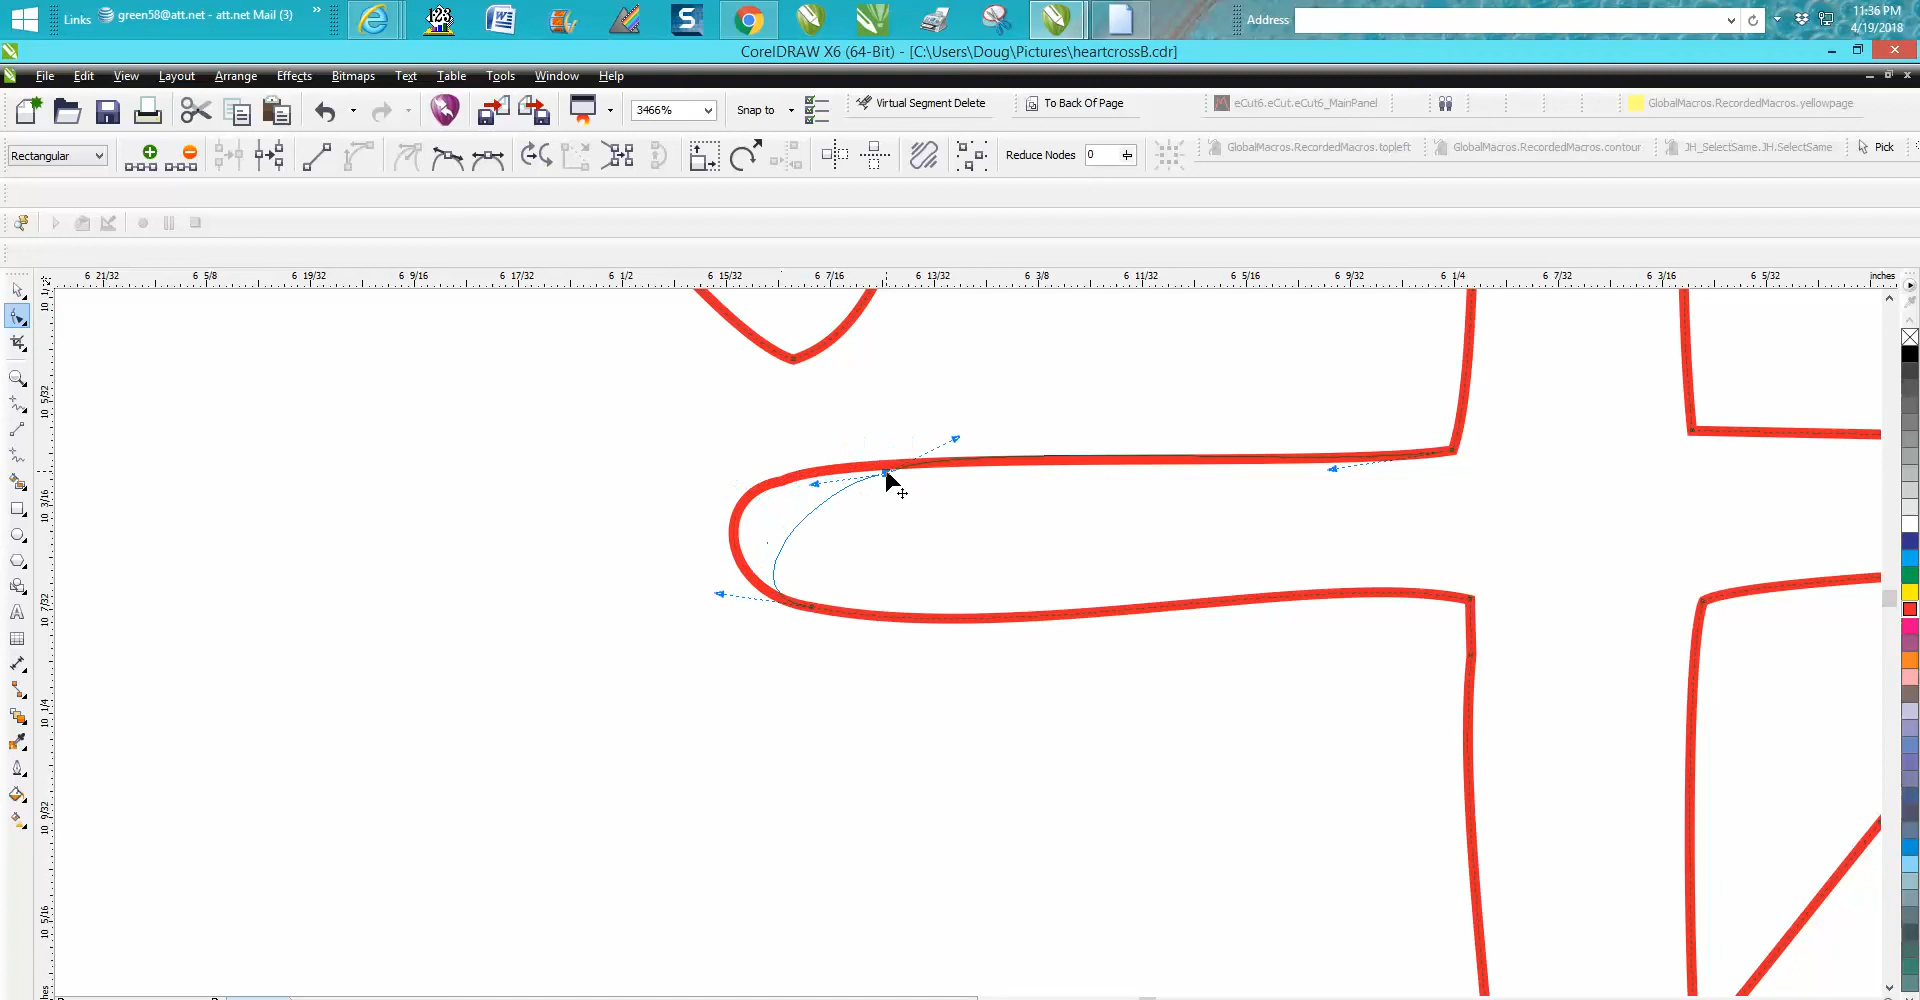 Links green58@att.net - att.net Mail (3) » 123 Address 11:36 PM
4/19/2018
CorelDRAW X6 (64-Bit) - [C:\Users\Doug\Pictures\heartcrossB.cdr]
File Edit View Layout Arrange Effects Bitmaps Text Table Tools Window Help
3466% Snap to Virtual Segment Delete To Back Of Page eCut6.eCut.eCut6_MainPanel GlobalMacros.RecordedMacros.yellowpage
Rectangular Reduce Nodes 0 GlobalMacros.RecordedMacros.topleft GlobalMacros.RecordedMacros.contour JH_SelectSame.JH.SelectSame Pick
6 21/32 6 5/8 6 19/32 6 9/16 6 17/32 6 1/2 6 15/32 6 7/16 6 13/32 6 3/8 6 11/32 6 5/16 6 9/32 6 1/4 6 7/32 6 3/16 6 5/32 inches
10 5/32
10 3/16
10 7/32
10 1/4
10 9/32
10 5/16